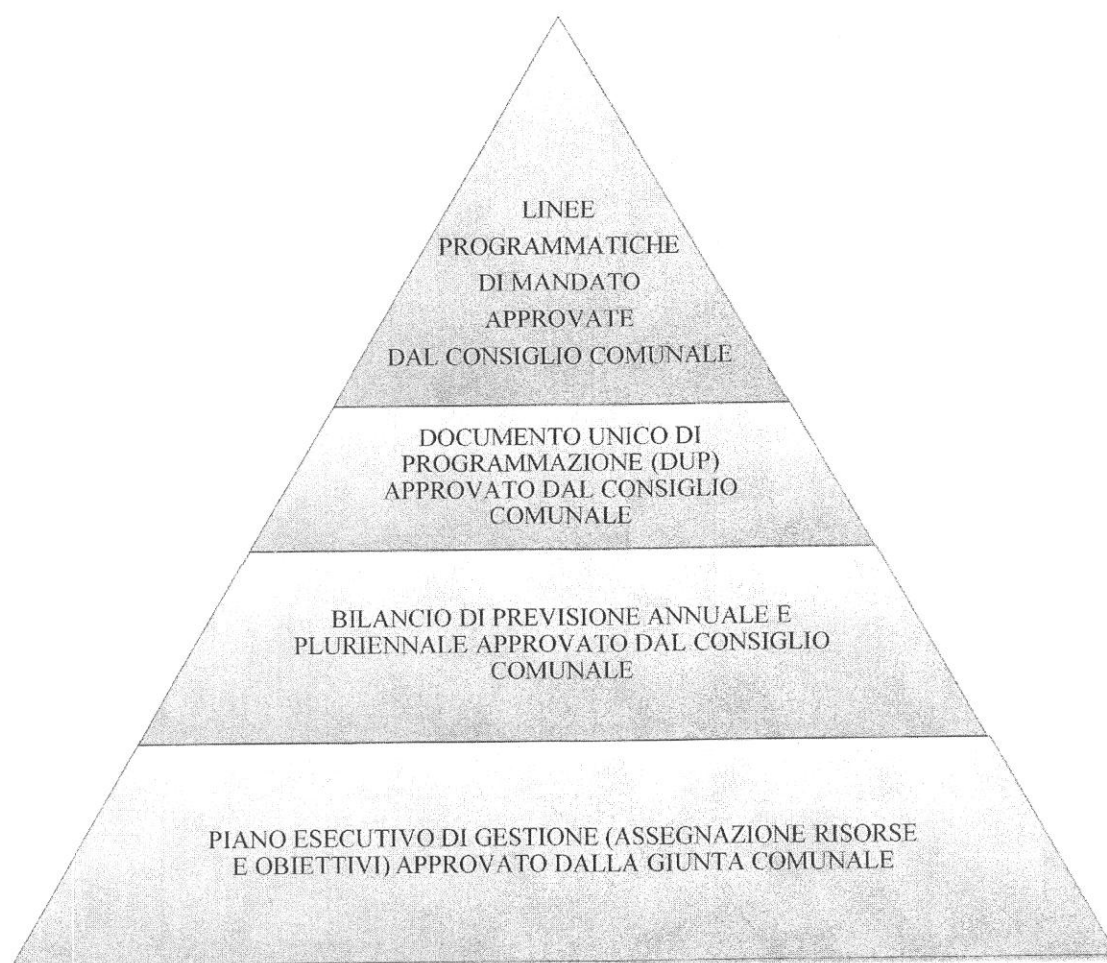 LINEE
PROGRAMMATICHE
DI MANDATO
APPROVATE
DAL CONSIGLIO COMUNALE
DOCUMENTO UNICO DI
PROGRAMMAZIONE (DUP)
APPROVATO DAL CONSIGLIO
COMUNALE
BILANCIO DI PREVISIONE ANNUALE E
PLURIENNALE APPROVATO DAL CONSIGLIO
COMUNALE
PIANO ESECUTIVO DI GESTIONE (ASSEGNAZIONE RISORSE
E OBIETTIVI) APPROVATO DALLA GIUNTA COMUNALE